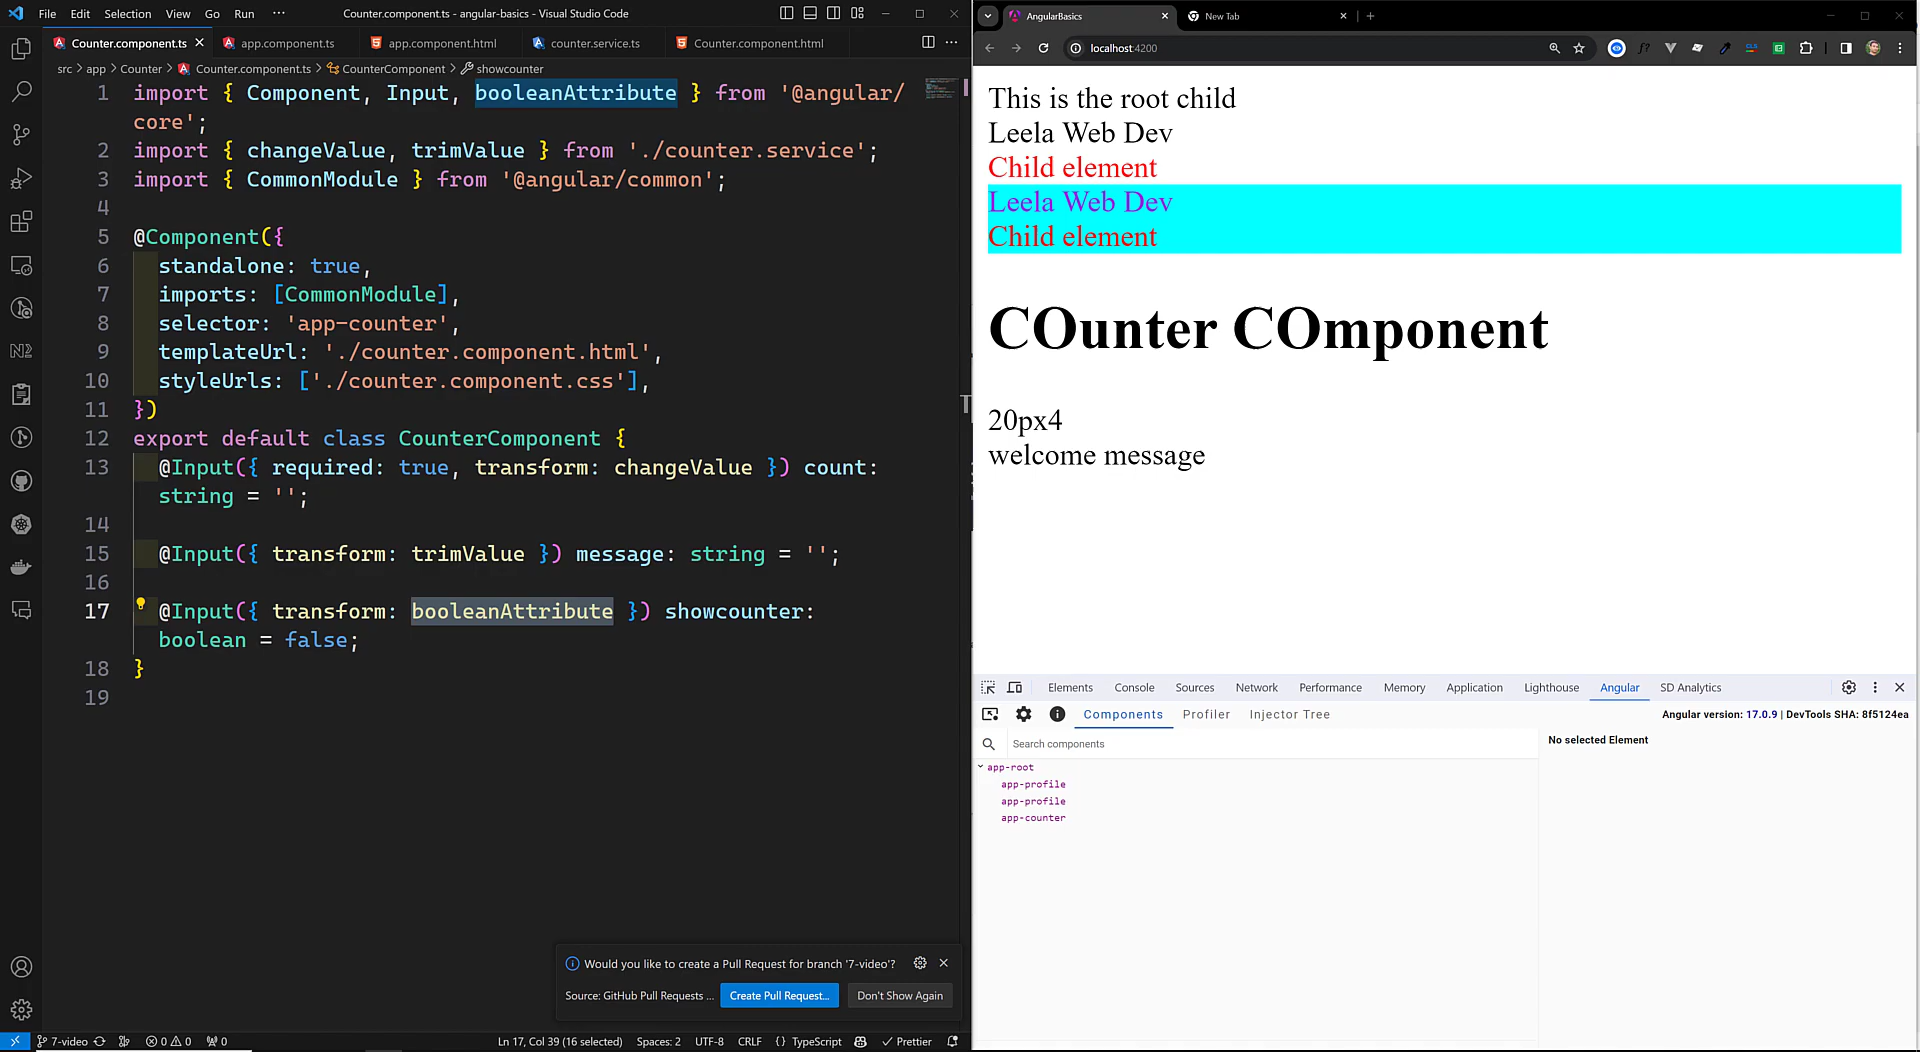 File Edit Selection View Go Run ··· Counter.component.ts - angular-basics - Visual Studio Code
Counter.component.ts app.component.ts app.component.html counter.service.ts Counter.component.html
src > app > Counter > Counter.component.ts > CounterComponent > showcounter
1 import { Component, Input, booleanAttribute } from '@angular/
core';
2 import { changeValue, trimValue } from './counter.service';
3 import { CommonModule } from '@angular/common';
4
5 @Component({
6 standalone: true,
7 imports: [CommonModule],
8 selector: 'app-counter',
9 templateUrl: './counter.component.html',
10 styleUrls: ['./counter.component.css'],
11 })
12 export default class CounterComponent {
13 @Input({ required: true, transform: changeValue }) count:
string = '';
14
15 @Input({ transform: trimValue }) message: string = '';
16
17 @Input({ transform: booleanAttribute }) showcounter:
boolean = false;
18 }
19
Would you like to create a Pull Request for branch '7-video'?
Source: GitHub Pull Requests ... Create Pull Request... Don't Show Again
7-video 0 0 0 Ln 17, Col 39 (16 selected) Spaces: 2 UTF-8 CRLF {} TypeScript Prettier
AngularBasics New Tab
localhost:4200
This is the root child
Leela Web Dev
Child element
Leela Web Dev
Child element
COunter COmponent
20px4
welcome message
Elements Console Sources Network Performance Memory Application Lighthouse Angular SD Analytics
Components Profiler Injector Tree Angular version: 17.0.9 | DevTools SHA: 8f5124ea
Search components
No selected Element
app-root
app-profile
app-profile
app-counter